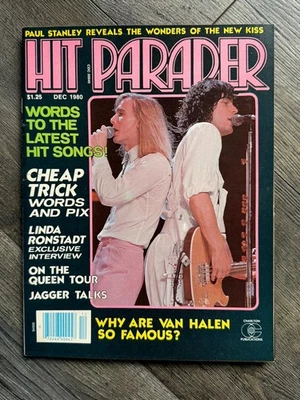 PAUL STANLEY REVEALS THE WONDERS OF THE NEW KISS
HIT PARADER
$1.25 DEC 1980
WORDS
TO THE
LATEST
HIT SONGS!
CHEAP
TRICK
WORDS
AND PIX
LINDA
RONSTADT
EXCLUSIVE
INTERVIEW
ON THE
QUEEN TOUR
JAGGER TALKS
WHY ARE VAN HALEN
SO FAMOUS?
CHARLTON
PUBLICATIONS